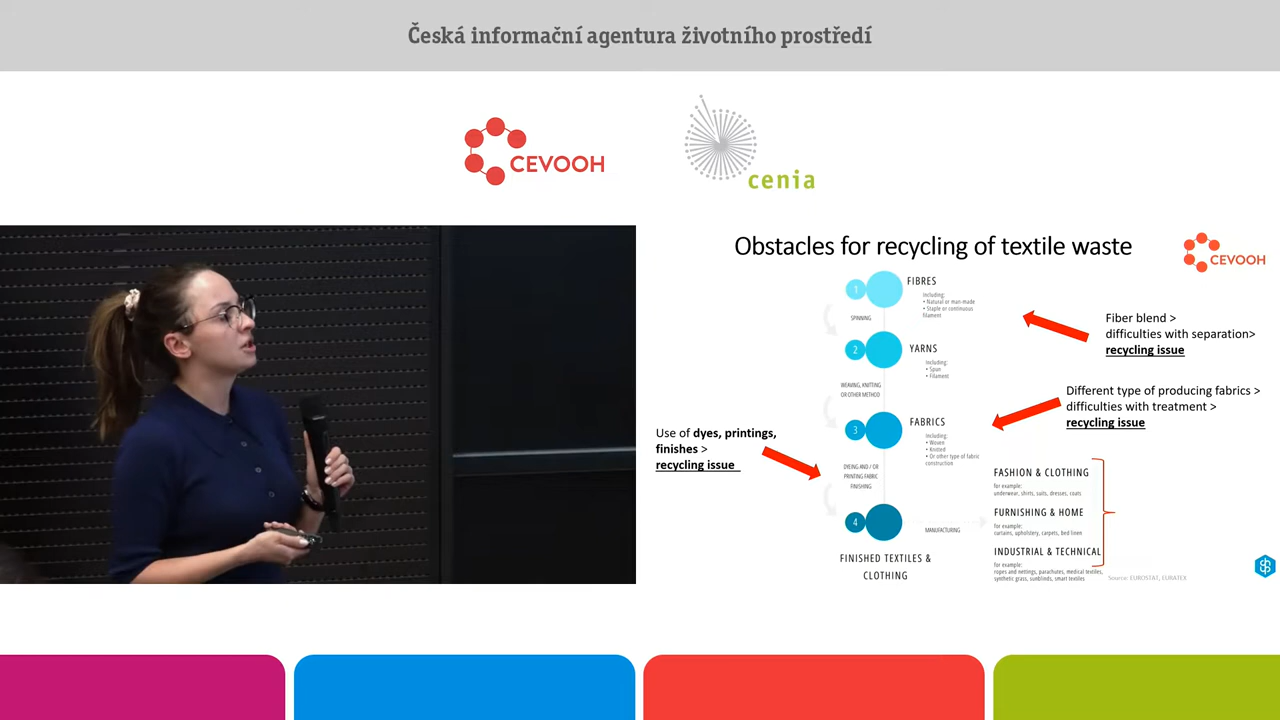 Česká informační agentura životního prostředí
CEVOOH
cenia
Obstacles for recycling of textile waste
CEVOOH
1
FIBRES
Including:
• Natural or man-made
• Staple or continuous
filament
SPINNING
Fiber blend >
difficulties with separation>
recycling issue
2
YARNS
Including:
• Spun
• Filament
WEAVING, KNITTING
OR OTHER METHOD
Different type of producing fabrics >
difficulties with treatment >
recycling issue
3
FABRICS
Including:
• Woven
• Knitted
• Or other type of fabric
construction
Use of dyes, printings,
finishes >
recycling issue
DYEING AND / OR
PRINTING FABRIC
FINISHING
4
MANUFACTURING
FINISHED TEXTILES &
CLOTHING
FASHION & CLOTHING
for example:
underwear, shirts, suits, dresses, coats
FURNISHING & HOME
for example:
curtains, upholstery, carpets, bed linen
INDUSTRIAL & TECHNICAL
for example:
ropes and nettings, parachutes, medical textiles,
synthetic grass, sunblinds, smart textiles
Source: EUROSTAT, EURATEX